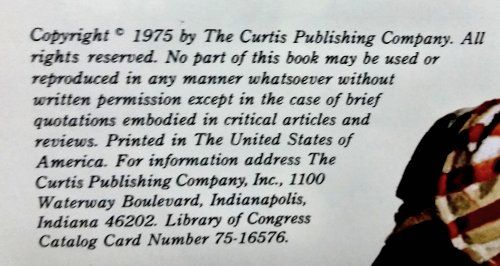 Copyright © 1975 by The Curtis Publishing Company. All
rights reserved. No part of this book may be used or
reproduced in any manner whatsoever without
written permission except in the case of brief
quotations embodied in critical articles and
reviews. Printed in The United States of
America. For information address The
Curtis Publishing Company, Inc., 1100
Waterway Boulevard, Indianapolis,
Indiana 46202. Library of Congress
Catalog Card Number 75-16576.